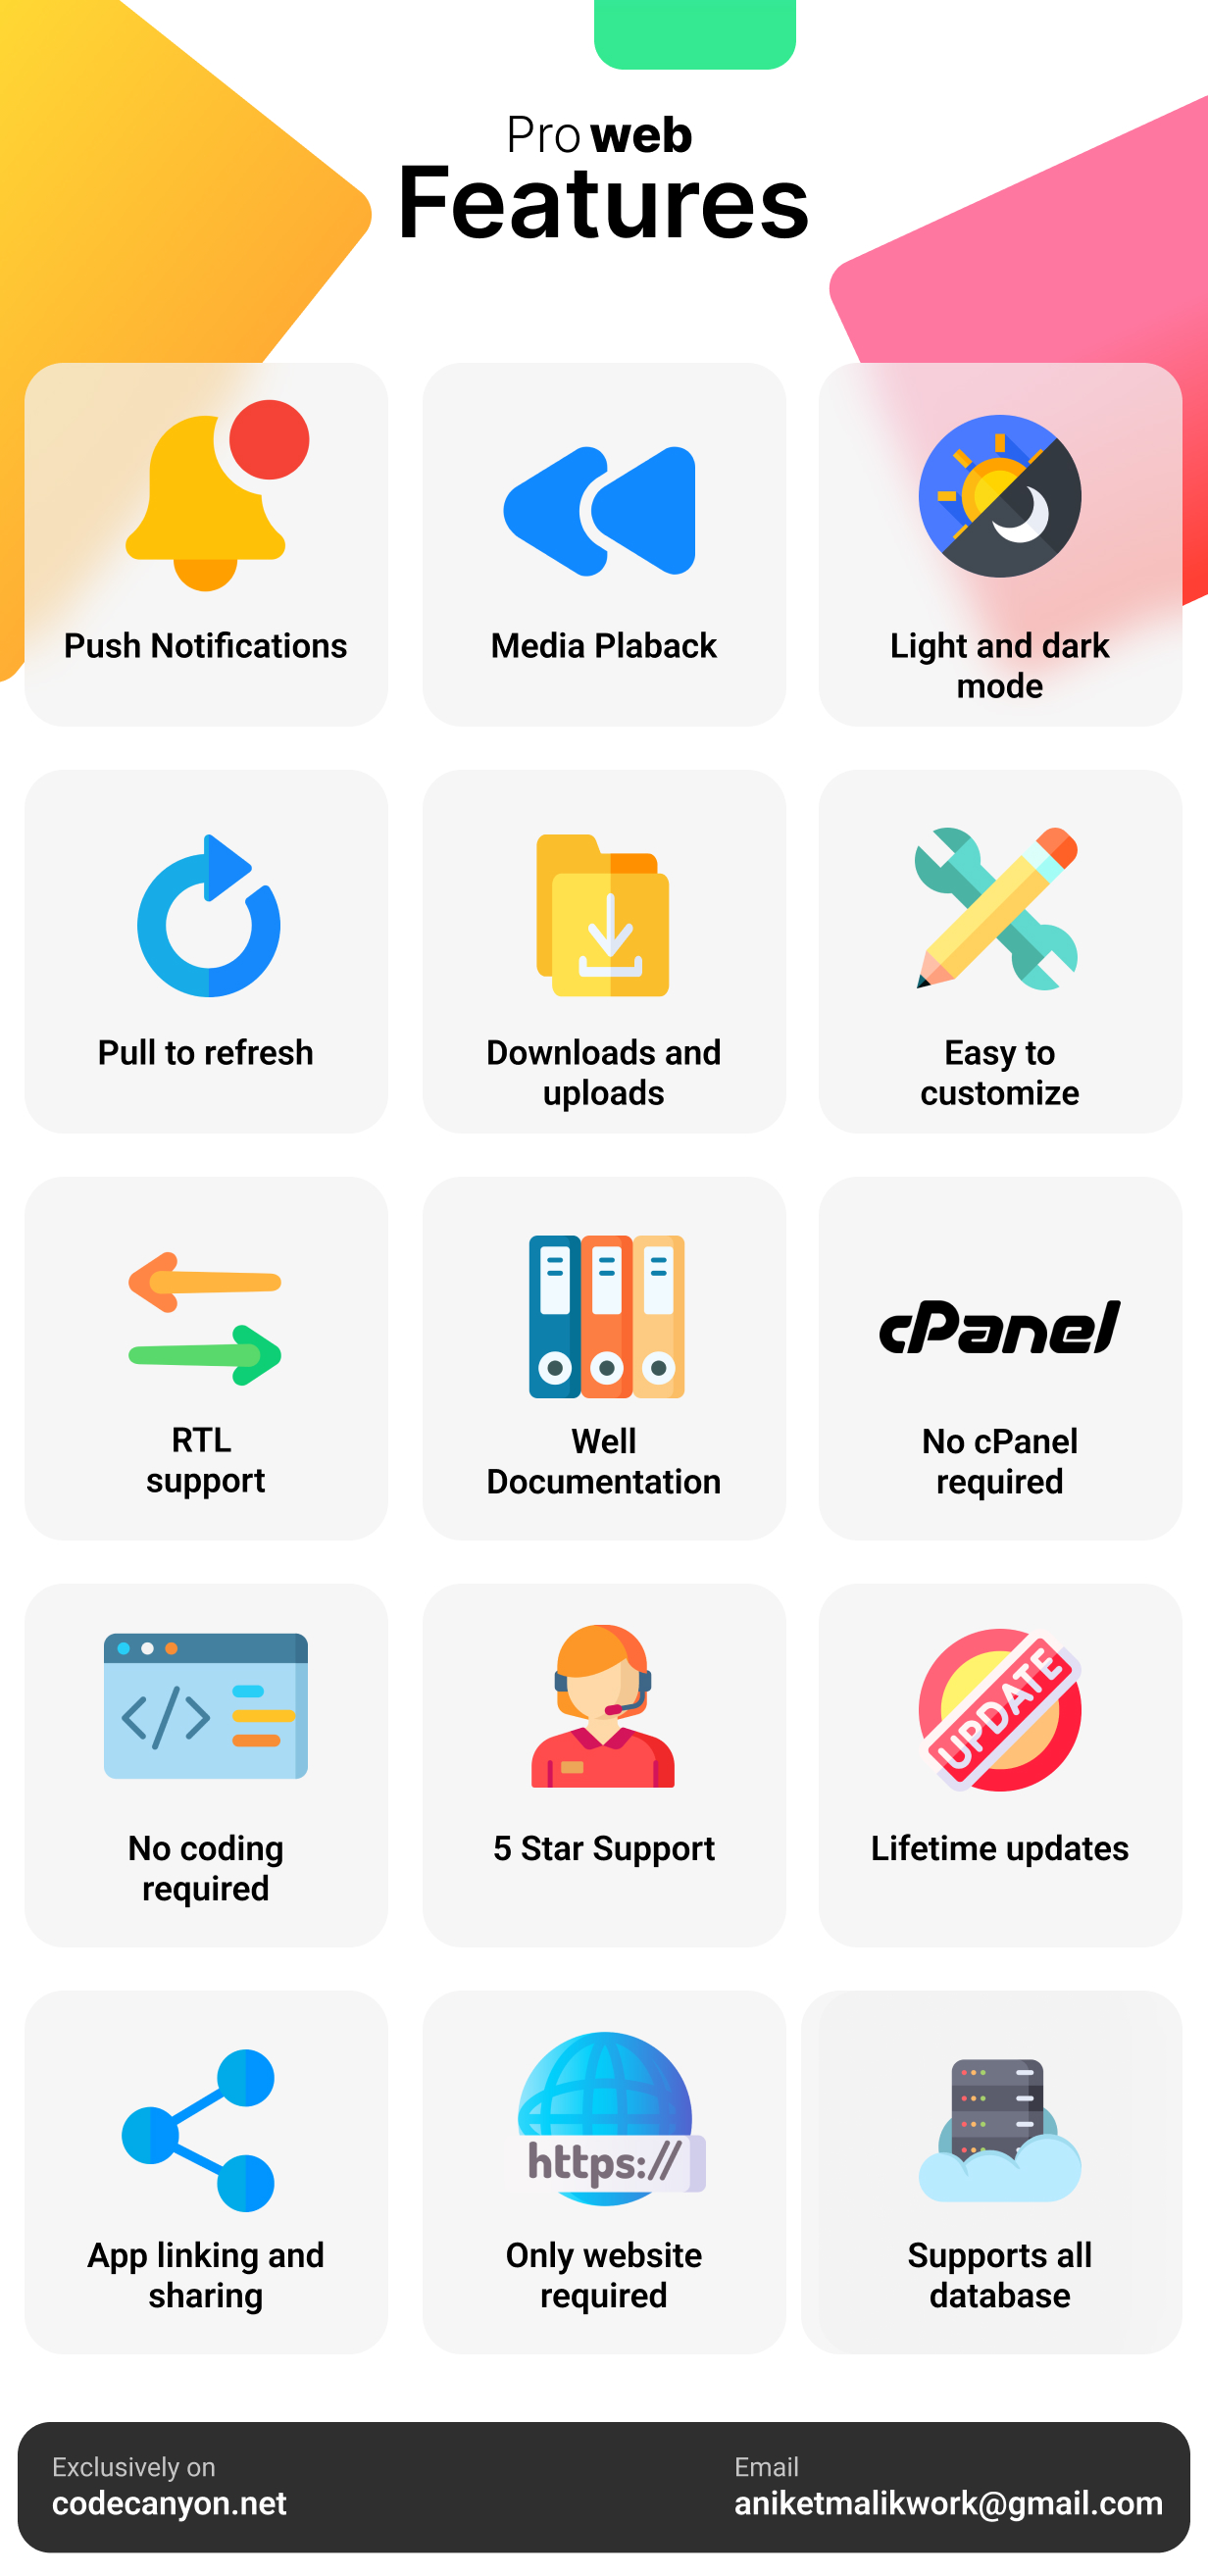 Pro web
Features
Push Notifications
Media Plaback
Light and dark
mode
Pull to refresh
Downloads and
uploads
Easy to
customize
RTL
support
Well
Documentation
cPanel
No cPanel
required
No coding
required
5 Star Support
UPDATE
Lifetime updates
App linking and
sharing
https://
Only website
required
Supports all
database
Exclusively on
codecanyon.net
Email
aniketmalikwork@gmail.com